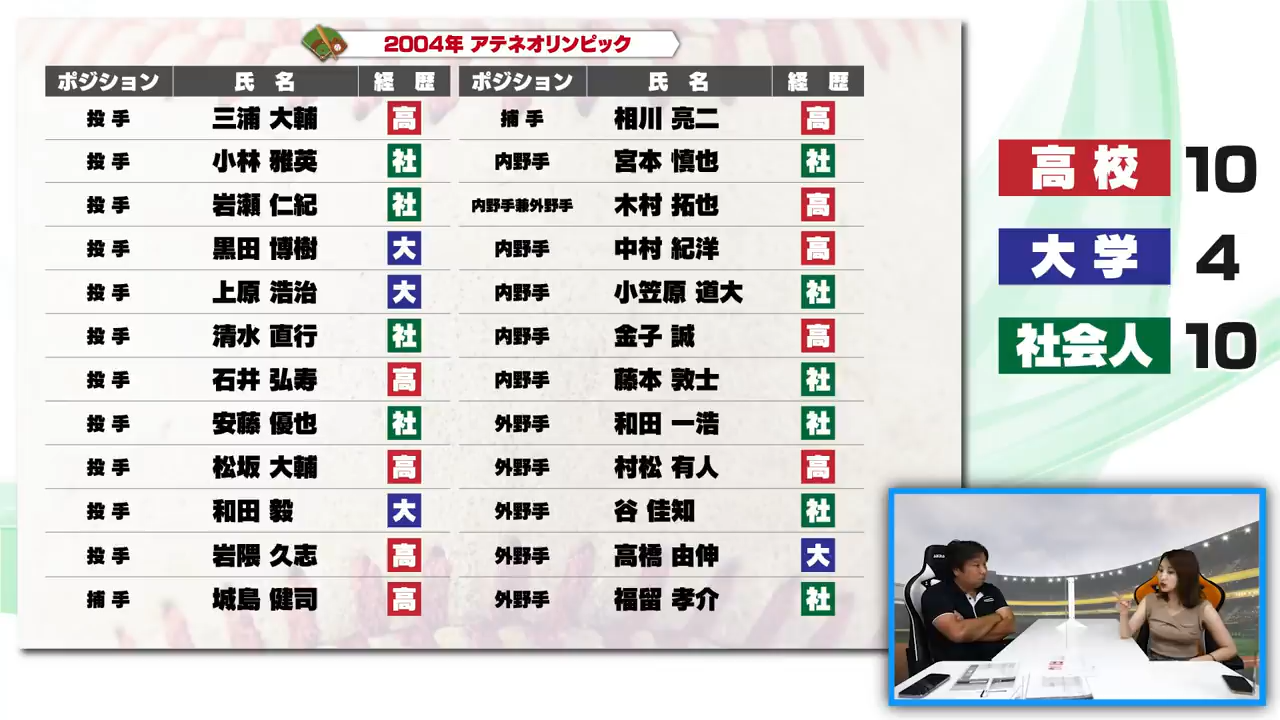 2004年 アテネオリンピック
ポジション 氏 名 経 歴 ポジション 氏 名 経 歴
投手 三浦 大輔 高 捕手 相川 亮二 高
投手 小林 雅英 社 内野手 宮本 慎也 社
投手 岩瀬 仁紀 社 内野手兼外野手 木村 拓也 高
投手 黒田 博樹 大 内野手 中村 紀洋 高
投手 上原 浩治 大 内野手 小笠原 道大 社
投手 清水 直行 社 内野手 金子 誠 高
投手 石井 弘寿 高 内野手 藤本 敦士 社
投手 安藤 優也 社 外野手 和田 一浩 社
投手 松坂 大輔 高 外野手 村松 有人 高
投手 和田 毅 大 外野手 谷 佳知 社
投手 岩隈 久志 高 外野手 高橋 由伸 大
捕手 城島 健司 高 外野手 福留 孝介 社
高校 10
大学 4
社会人 10